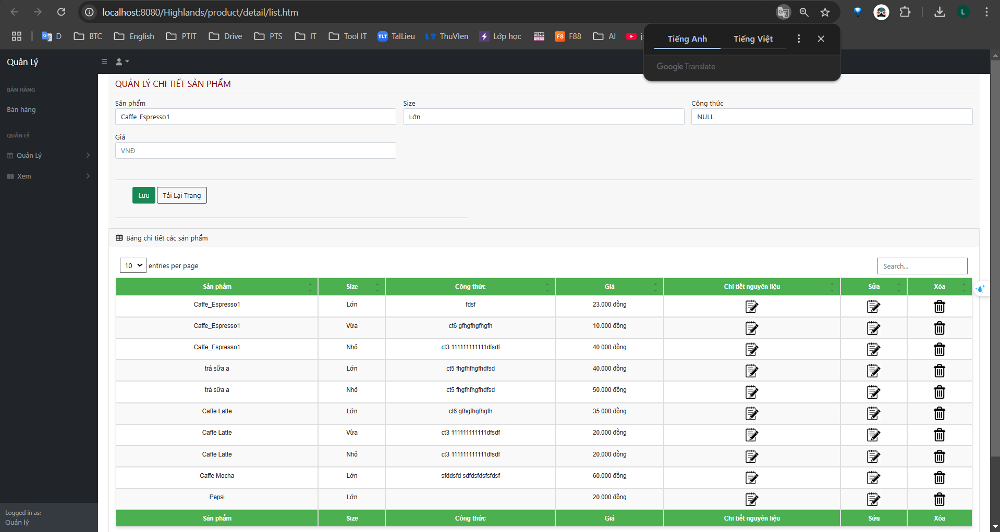 localhost:8080/Highlands/product/detail/list.htm
L
D
BTC
English
PTIT
Drive
PTS
IT
Tool IT
TLT TaiLieu
LT ThuVien
Lớp học
F8 F88
AI
Tiếng Anh
Tiếng Việt
Google Translate
Quản Lý
BÁN HÀNG
Bán hàng
QUẢN LÝ
Quản Lý
Xem
Logged in as:
Quản lý
QUẢN LÝ CHI TIẾT SẢN PHẨM
Sản phẩm
Size
Công thức
Caffe_Espresso1
Lớn
NULL
Giá
VNĐ
Lưu
Tải Lại Trang
Bảng chi tiết các sản phẩm
10 entries per page
Search...
Sản phẩm Size Công thức Giá Chi tiết nguyên liệu Sửa Xóa
Caffe_Espresso1 Lớn fdsf 23.000 đồng
Caffe_Espresso1 Vừa ct6 gfhgfhgfhgfh 10.000 đồng
Caffe_Espresso1 Nhỏ ct3 111111111111dfsdf 40.000 đồng
trà sữa a Lớn ct5 fhgfhfhgfhdfsd 40.000 đồng
trà sữa a Nhỏ ct5 fhgfhfhgfhdfsd 50.000 đồng
Caffe Latte Lớn ct6 gfhgfhgfhgfh 35.000 đồng
Caffe Latte Vừa ct3 111111111111dfsdf 20.000 đồng
Caffe Latte Nhỏ ct3 111111111111dfsdf 20.000 đồng
Caffe Mocha Lớn sfddsfd sdfdsfdsfsfdsf 60.000 đồng
Pepsi Lớn 20.000 đồng
Sản phẩm Size Công thức Giá Chi tiết nguyên liệu Sửa Xóa